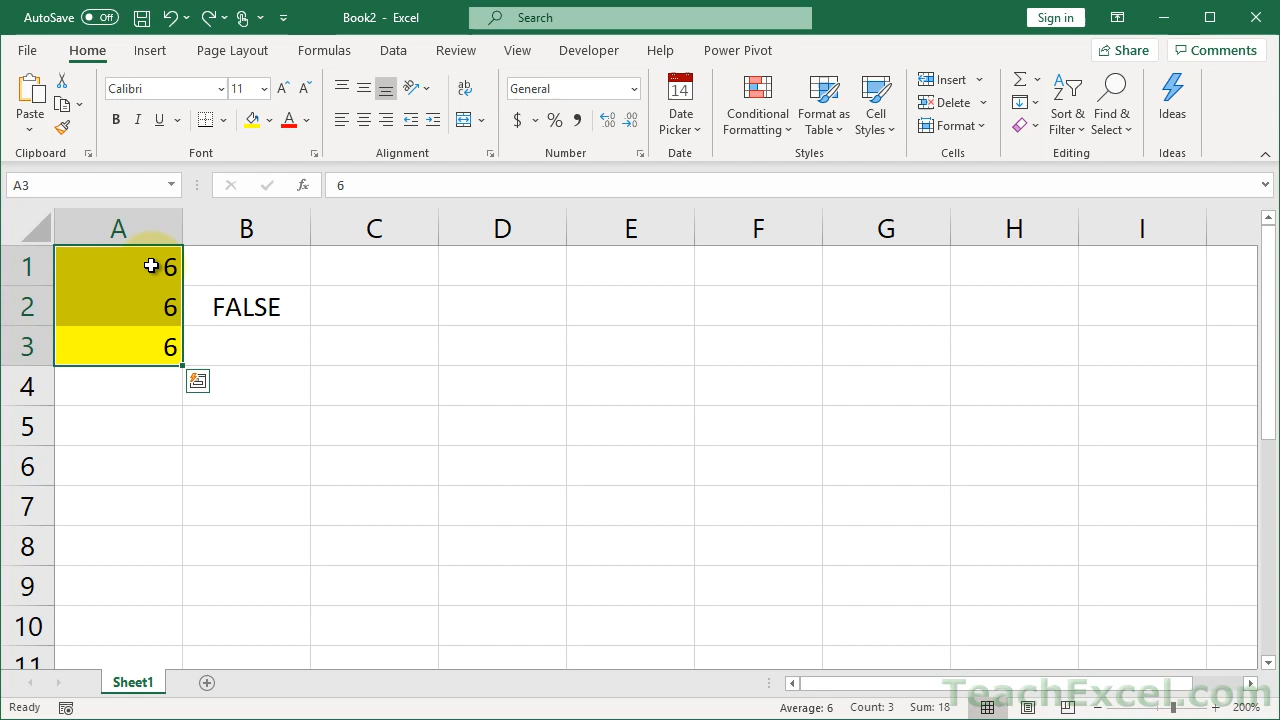 AutoSave Off Book2 - Excel Search Sign in
File Home Insert Page Layout Formulas Data Review View Developer Help Power Pivot Share Comments
Calibri 11 General Insert
Paste Date Picker Conditional Formatting Format as Table Cell Styles Delete Sort & Filter Find & Select Ideas
B I U A $ % Format
Clipboard Font Alignment Number Date Styles Cells Editing Ideas
A3 fx 6
A B C D E F G H I
1 6
2 6 FALSE
3 6
4
5
6
7
8
9
10
11
Sheet1
TeachExcel.com
Ready Average: 6 Count: 3 Sum: 18 200%